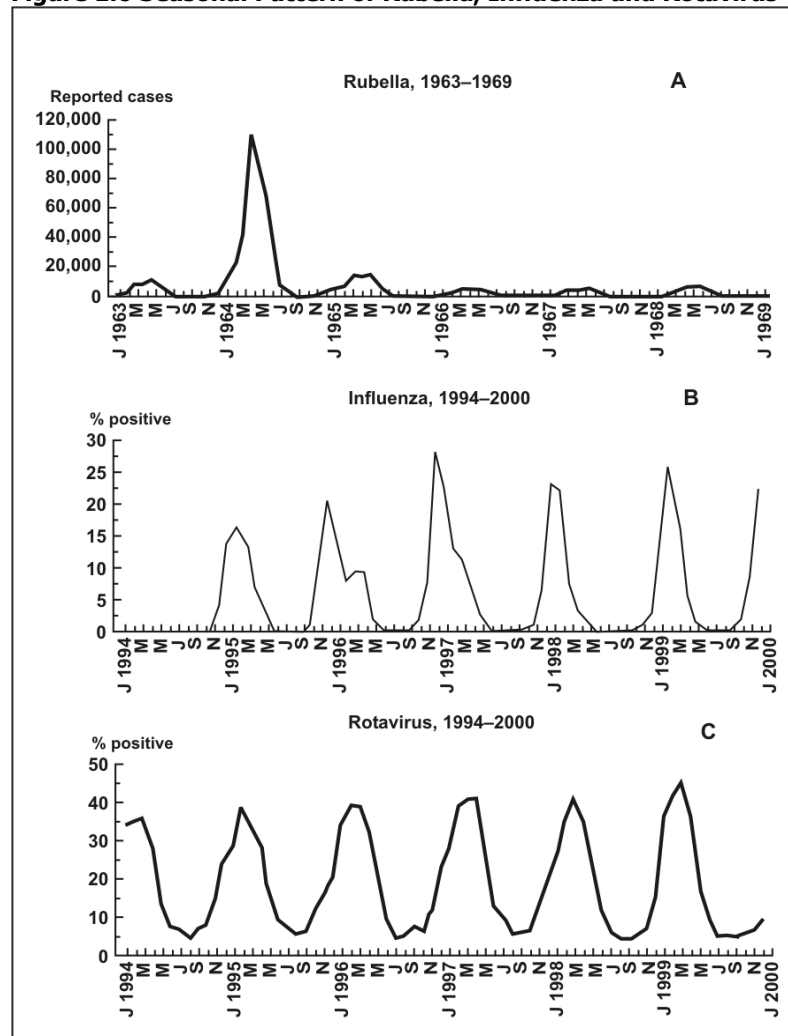 Figure 2.6 Seasonal Pattern of Rubella, Influenza and Rotavirus
Rubella, 1963–1969 A
Reported cases
120,000
100,000
80,000
60,000
40,000
20,000
0
J 1963 M M J S N J 1964 M M J S N J 1965 M M J S N J 1966 M M J S N J 1967 M M J S N J 1968 M M J S N J 1969
Influenza, 1994–2000 B
% positive
30
25
20
15
10
5
0
J 1994 M M J S N J 1995 M M J S N J 1996 M M J S N J 1997 M M J S N J 1998 M M J S N J 1999 M M J S N J 2000
Rotavirus, 1994–2000 C
% positive
50
40
30
20
10
0
J 1994 M M J S N J 1995 M M J S N J 1996 M M J S N J 1997 M M J S N J 1998 M M J S N J 1999 M M J S N J 2000